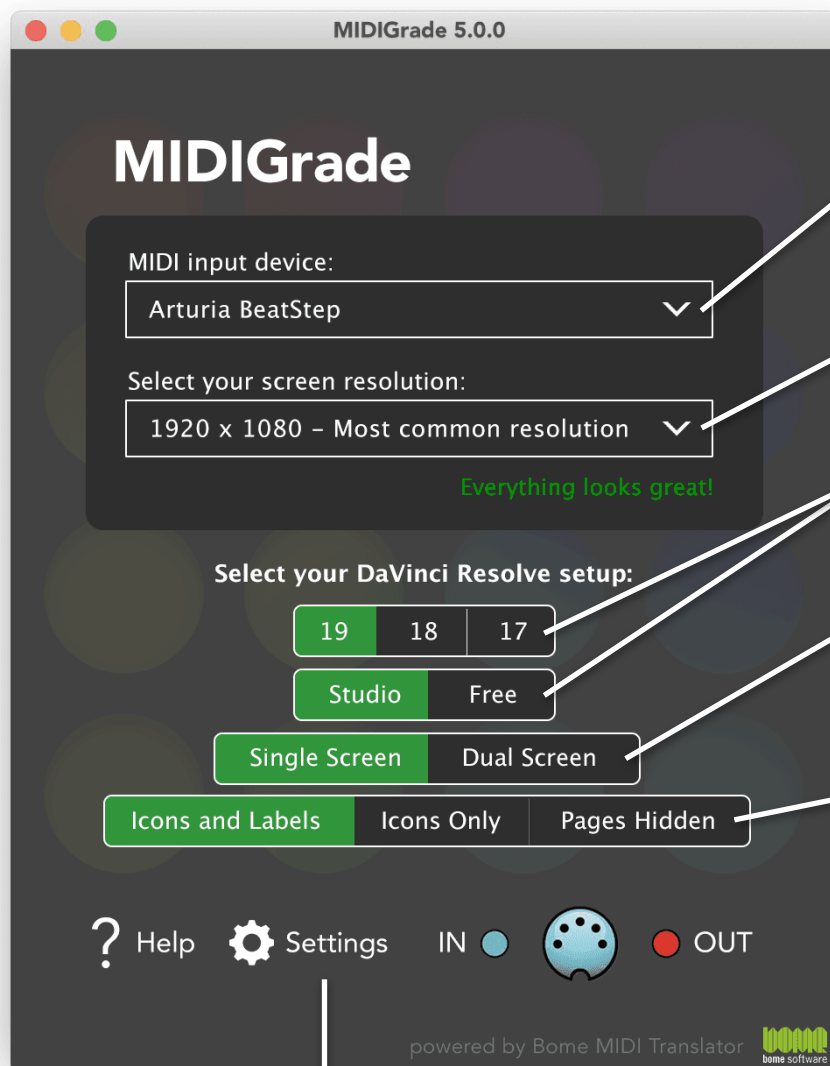 MIDIGrade 5.0.0
MIDIGrade
MIDI input device:
Arturia BeatStep
Select your screen resolution:
1920 x 1080 – Most common resolution
Everything looks great!
Select your DaVinci Resolve setup:
19 18 17
Studio Free
Single Screen Dual Screen
Icons and Labels Icons Only Pages Hidden
? Help Settings IN OUT
powered by Bome MIDI Translator
BOME
bome software